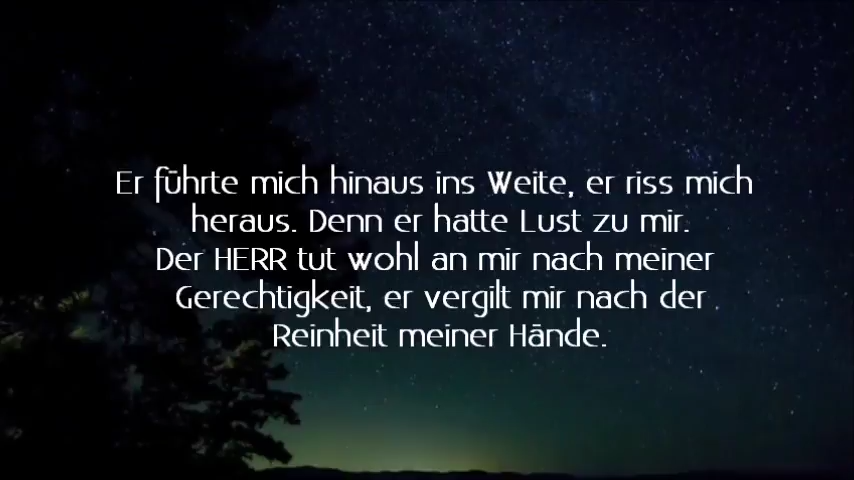 Er führte mich hinaus ins Weite, er riss mich
heraus. Denn er hatte Lust zu mir.
Der HERR tut wohl an mir nach meiner
Gerechtigkeit, er vergilt mir nach der
Reinheit meiner Hände.